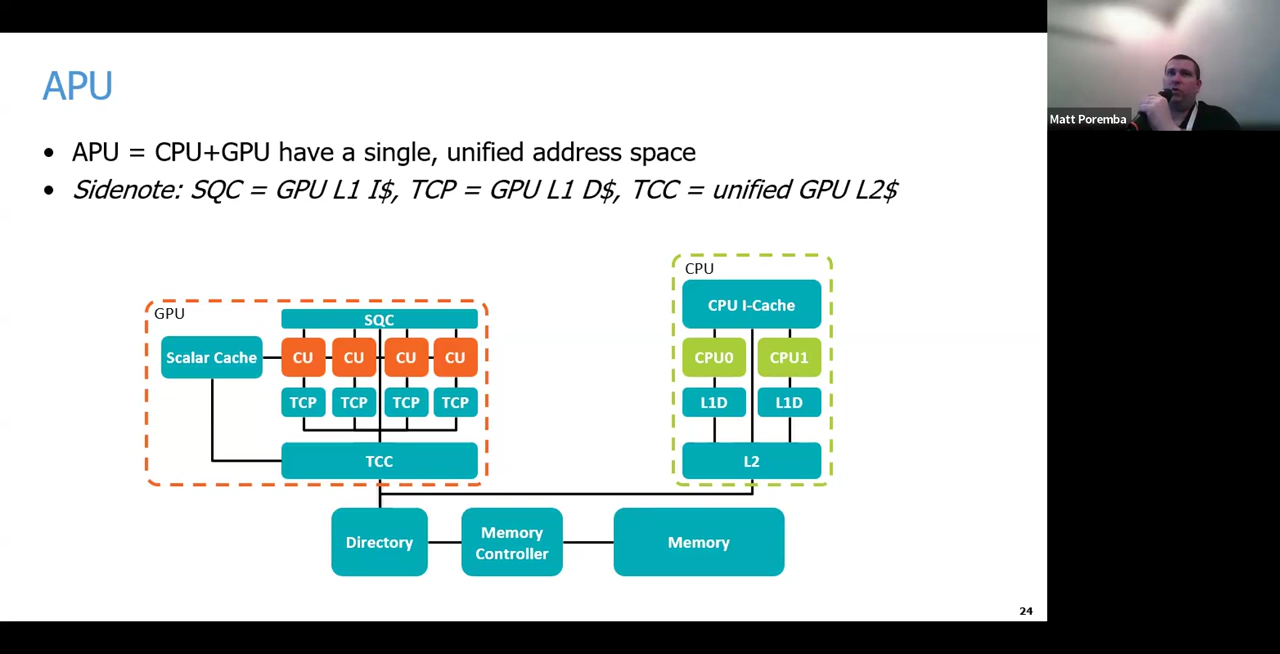 APU
Matt Poremba
• APU = CPU+GPU have a single, unified address space
• Sidenote: SQC = GPU L1 I$, TCP = GPU L1 D$, TCC = unified GPU L2$
CPU
CPU I-Cache
GPU
SQC
Scalar Cache
CU CU CU CU
CPU0 CPU1
TCP TCP TCP TCP
L1D L1D
TCC
L2
Directory
Memory
Controller
Memory
24